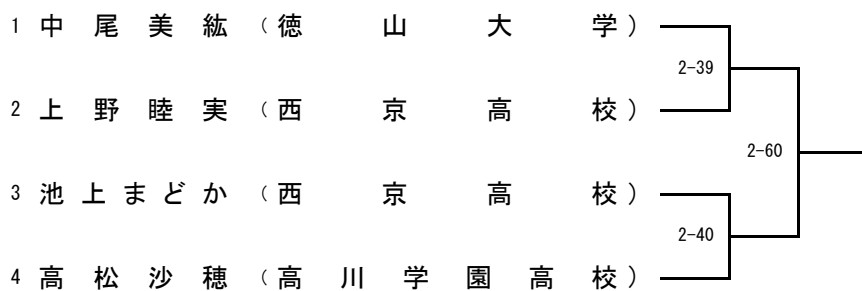 1 中尾美紘（徳山大学）
2-39
2 上野睦実（西京高校）
2-60
3 池上まどか（西京高校）
2-40
4 高松沙穂（高川学園高校）